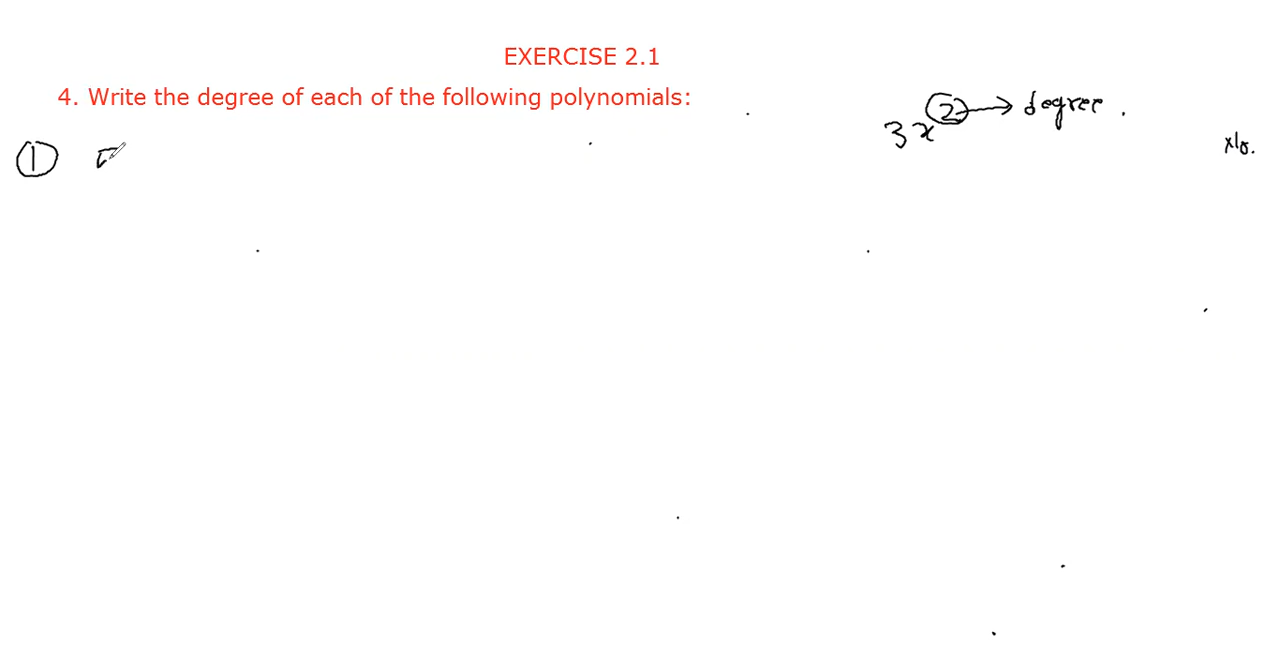 EXERCISE 2.1
4. Write the degree of each of the following polynomials:
3x² → degree.
①